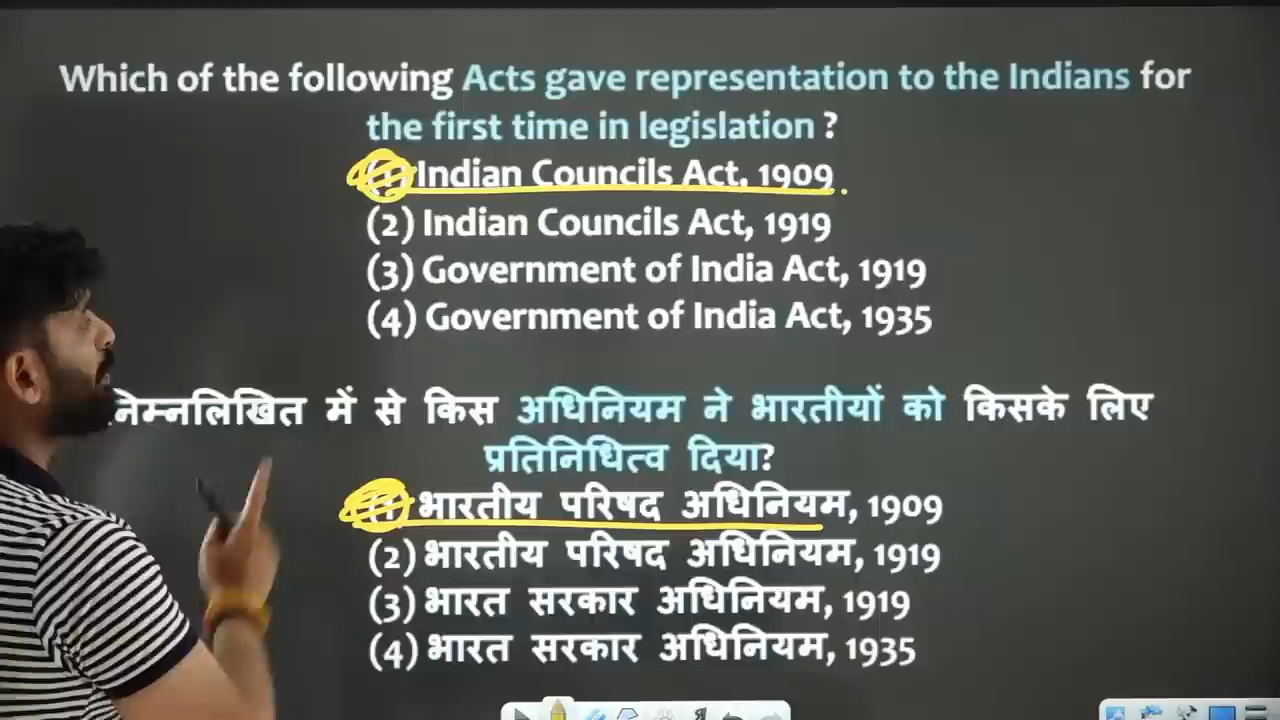 Which of the following Acts gave representation to the Indians for
the first time in legislation ?
(1) Indian Councils Act, 1909
(2) Indian Councils Act, 1919
(3) Government of India Act, 1919
(4) Government of India Act, 1935
निम्नलिखित में से किस अधिनियम ने भारतीयों को किसके लिए
प्रतिनिधित्व दिया?
(1) भारतीय परिषद अधिनियम, 1909
(2) भारतीय परिषद अधिनियम, 1919
(3) भारत सरकार अधिनियम, 1919
(4) भारत सरकार अधिनियम, 1935